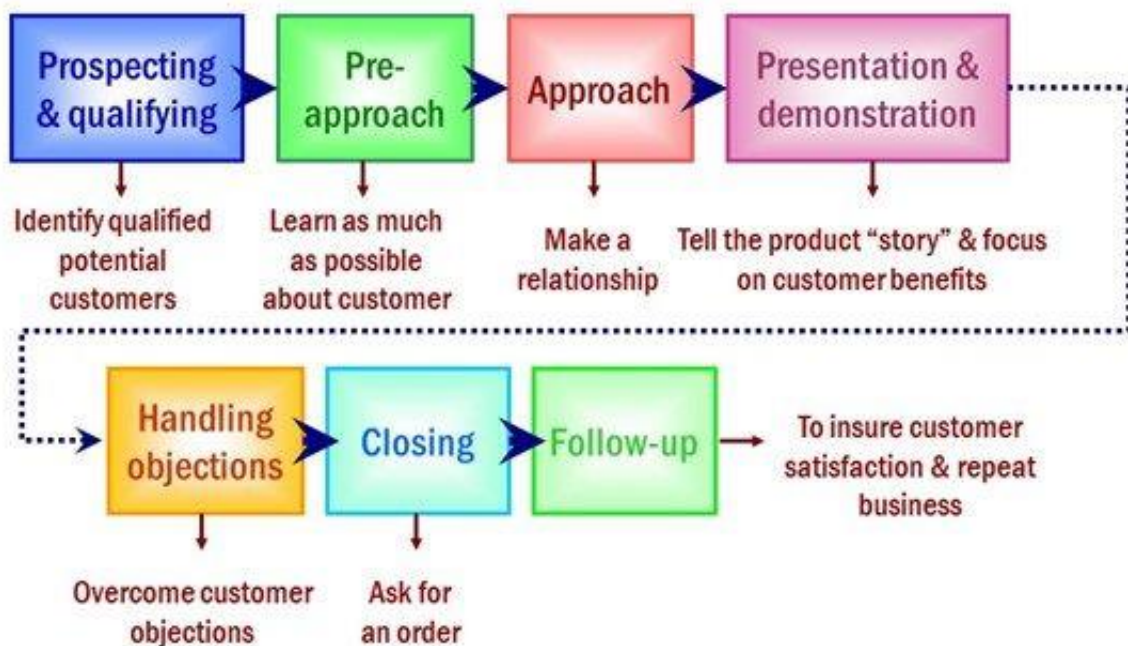 Prospecting
& qualifying
Pre-
approach
Approach
Presentation &
demonstration
Identify qualified
potential
customers
Learn as much
as possible
about customer
Make a
relationship
Tell the product “story” & focus
on customer benefits
Handling
objections
Closing
Follow-up
To insure customer
satisfaction & repeat
business
Overcome customer
objections
Ask for
an order